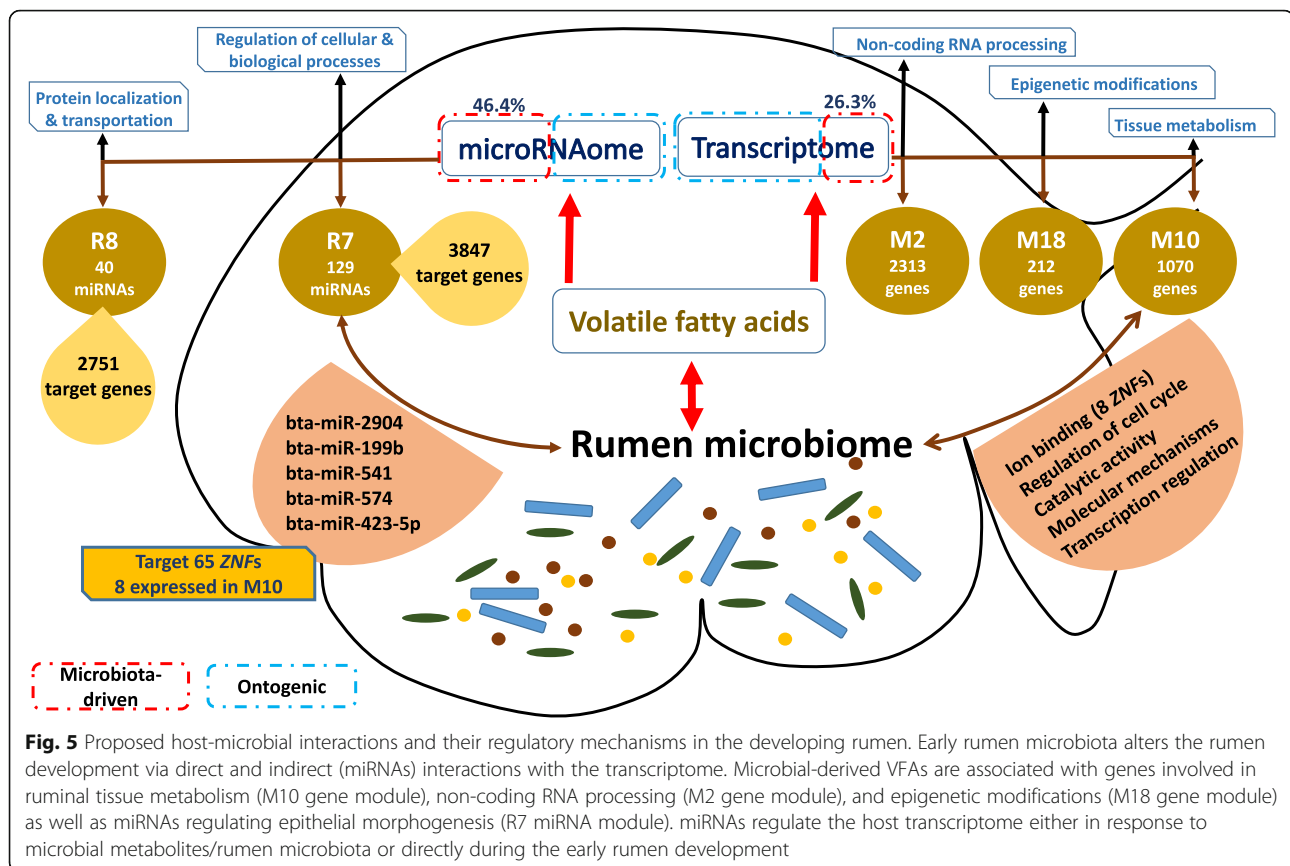 Regulation of cellular &
biological processes
Non-coding RNA processing
Protein localization
& transportation
Epigenetic modifications
Tissue metabolism
46.4%
26.3%
microRNAome
Transcriptome
R8
40
miRNAs
R7
129
miRNAs
3847
target genes
M2
2313
genes
M18
212
genes
M10
1070
genes
Volatile fatty acids
2751
target genes
bta-miR-2904
bta-miR-199b
bta-miR-541
bta-miR-574
bta-miR-423-5p
Rumen microbiome
Ion binding (8 ZNFs)
Regulation of cell cycle
Catalytic activity
Molecular mechanisms
Transcription regulation
Target 65 ZNFs
8 expressed in M10
Microbiota-
driven
Ontogenic
Fig. 5 Proposed host-microbial interactions and their regulatory mechanisms in the developing rumen. Early rumen microbiota alters the rumen
development via direct and indirect (miRNAs) interactions with the transcriptome. Microbial-derived VFAs are associated with genes involved in
ruminal tissue metabolism (M10 gene module), non-coding RNA processing (M2 gene module), and epigenetic modifications (M18 gene module)
as well as miRNAs regulating epithelial morphogenesis (R7 miRNA module). miRNAs regulate the host transcriptome either in response to
microbial metabolites/rumen microbiota or directly during the early rumen development